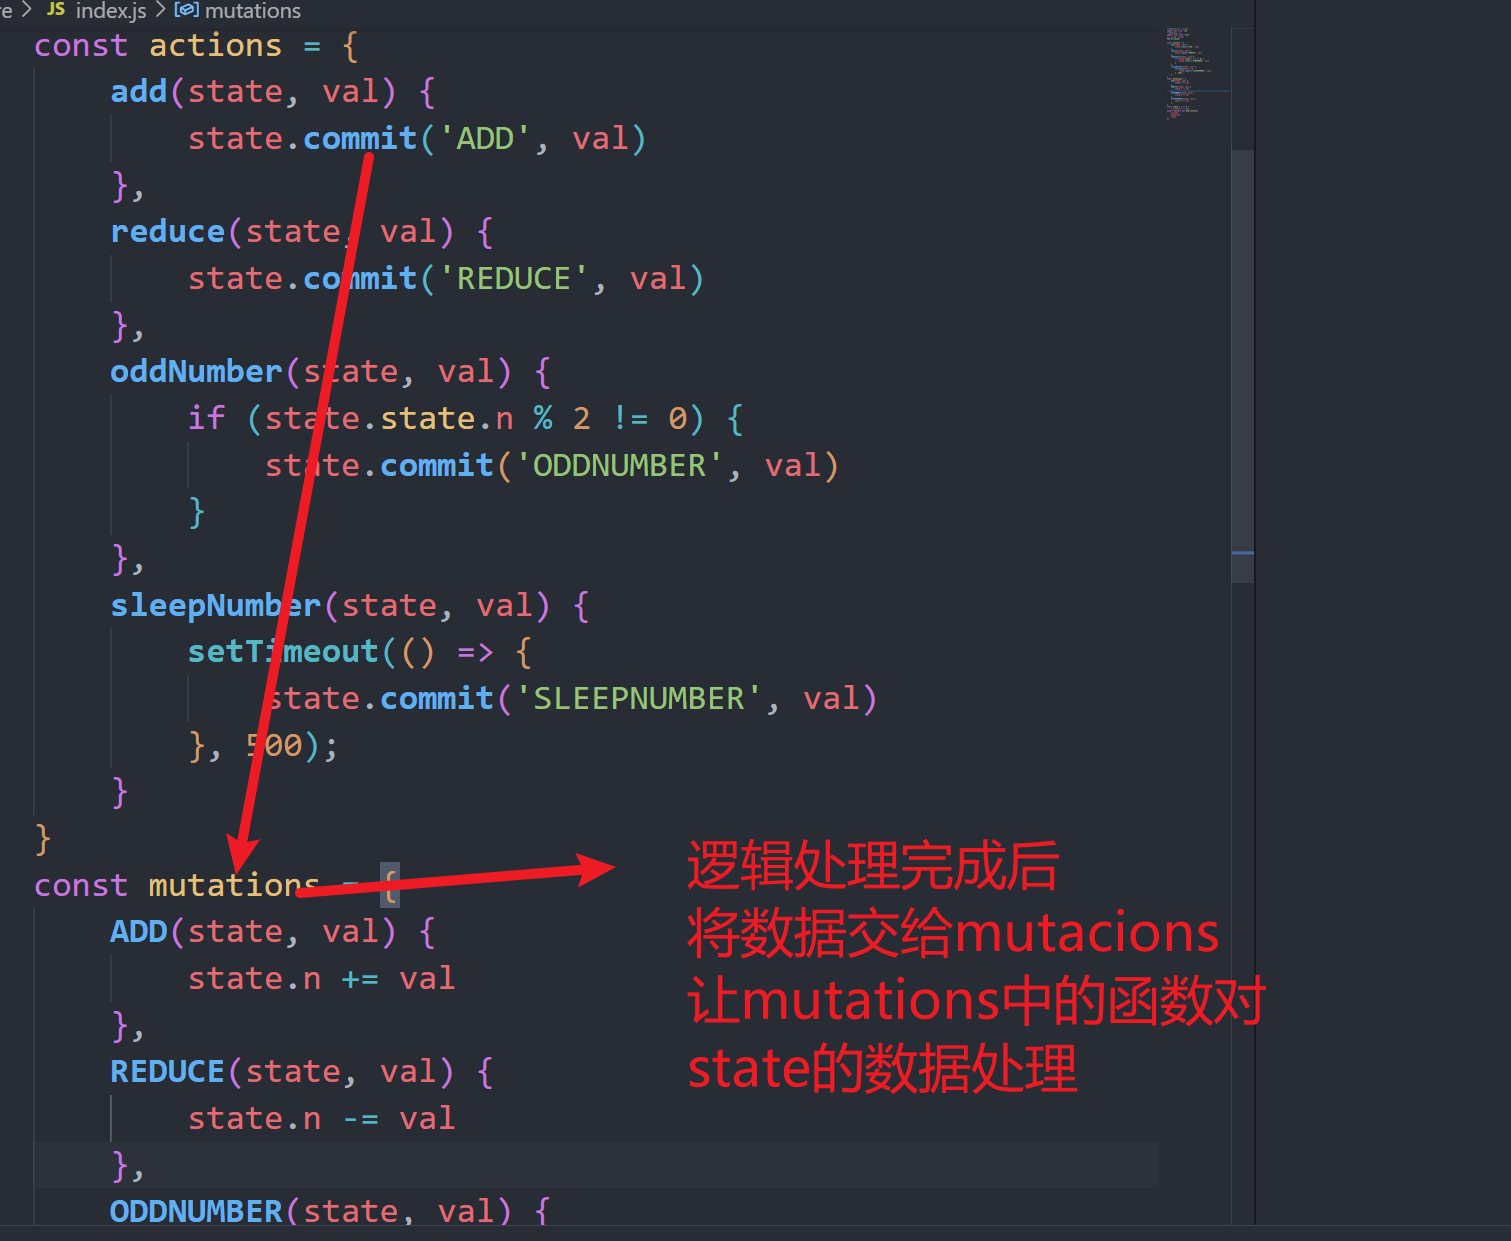 re > JS index.js > mutations
const actions = {
add(state, val) {
state.commit('ADD', val)
},
reduce(state, val) {
state.commit('REDUCE', val)
},
oddNumber(state, val) {
if (state.state.n % 2 != 0) {
state.commit('ODDNUMBER', val)
}
},
sleepNumber(state, val) {
setTimeout(() => {
state.commit('SLEEPNUMBER', val)
}, 500);
}
}
const mutations = {
ADD(state, val) {
state.n += val
},
REDUCE(state, val) {
state.n -= val
},
ODDNUMBER(state, val) {
逻辑处理完成后
将数据交给mutacions
让mutations中的函数对
state的数据处理